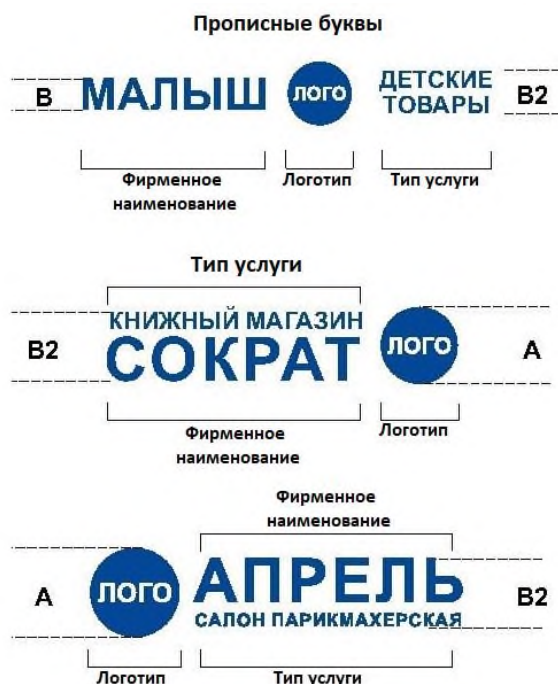 Прописные буквы
В МАЛЫШ ЛОГО ДЕТСКИЕ ТОВАРЫ В2
Фирменное наименование
Логотип
Тип услуги
Тип услуги
В2
КНИЖНЫЙ МАГАЗИН
СОКРАТ
ЛОГО
А
Фирменное
наименование
Логотип
Фирменное
наименование
А
ЛОГО
АПРЕЛЬ
САЛОН ПАРИКМАХЕРСКАЯ
В2
Логотип
Тип услуги